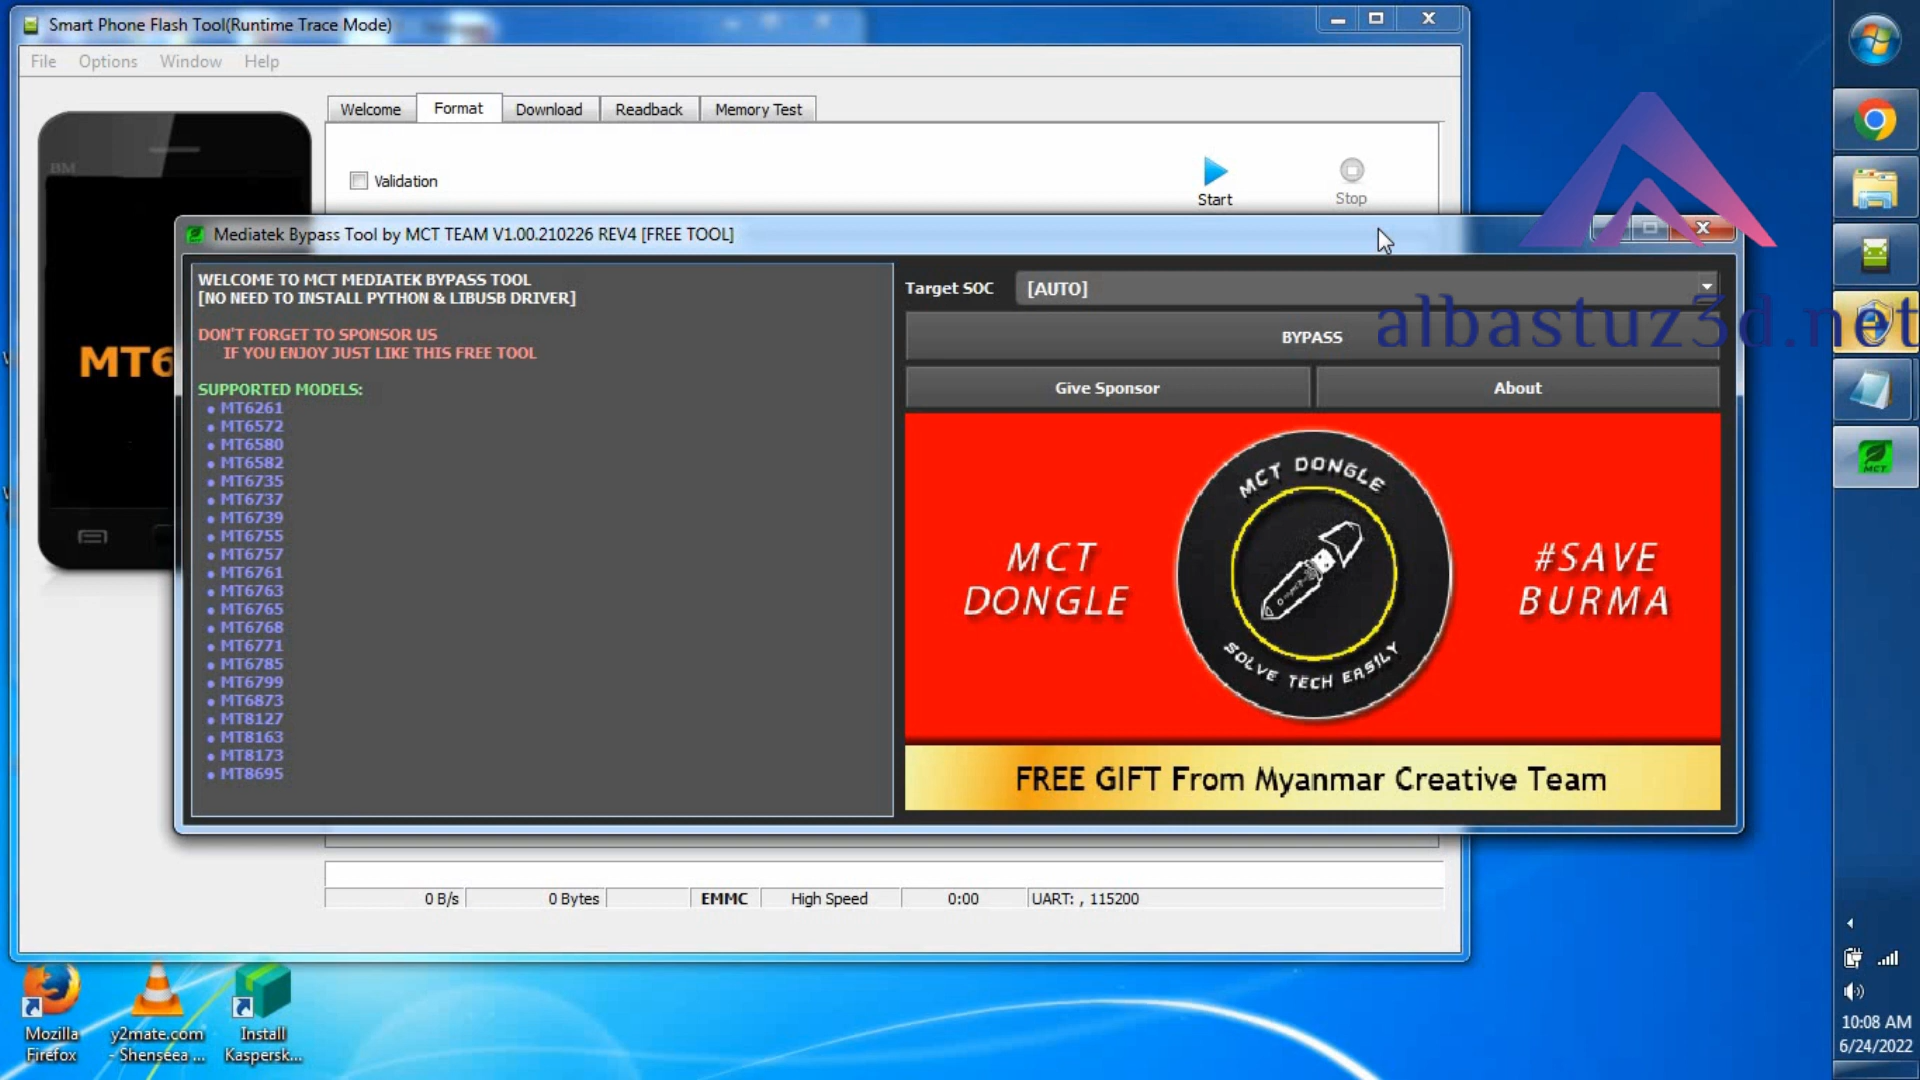 Smart Phone Flash Tool(Runtime Trace Mode)
File Options Window Help
Welcome Format Download Readback Memory Test
BM
Validation
Start
Stop
MT6
Mediatek Bypass Tool by MCT TEAM V1.00.210226 REV4 [FREE TOOL]
WELCOME TO MCT MEDIATEK BYPASS TOOL
[NO NEED TO INSTALL PYTHON & LIBUSB DRIVER]
DON'T FORGET TO SPONSOR US
IF YOU ENJOY JUST LIKE THIS FREE TOOL
SUPPORTED MODELS:
• MT6261
• MT6572
• MT6580
• MT6582
• MT6735
• MT6737
• MT6739
• MT6755
• MT6757
• MT6761
• MT6763
• MT6765
• MT6768
• MT6771
• MT6785
• MT6799
• MT6873
• MT8127
• MT8163
• MT8173
• MT8695
Target SOC [AUTO]
BYPASS
albastuz3d.net
Give Sponsor
About
MCT DONGLE
SOLVE TECH EASILY
MCT
DONGLE
#SAVE
BURMA
FREE GIFT From Myanmar Creative Team
0 B/s 0 Bytes EMMC High Speed 0:00 UART: , 115200
Mozilla
Firefox
y2mate.com
- Shenseea ...
Install
Kaspersk...
MCT
10:08 AM
6/24/2022